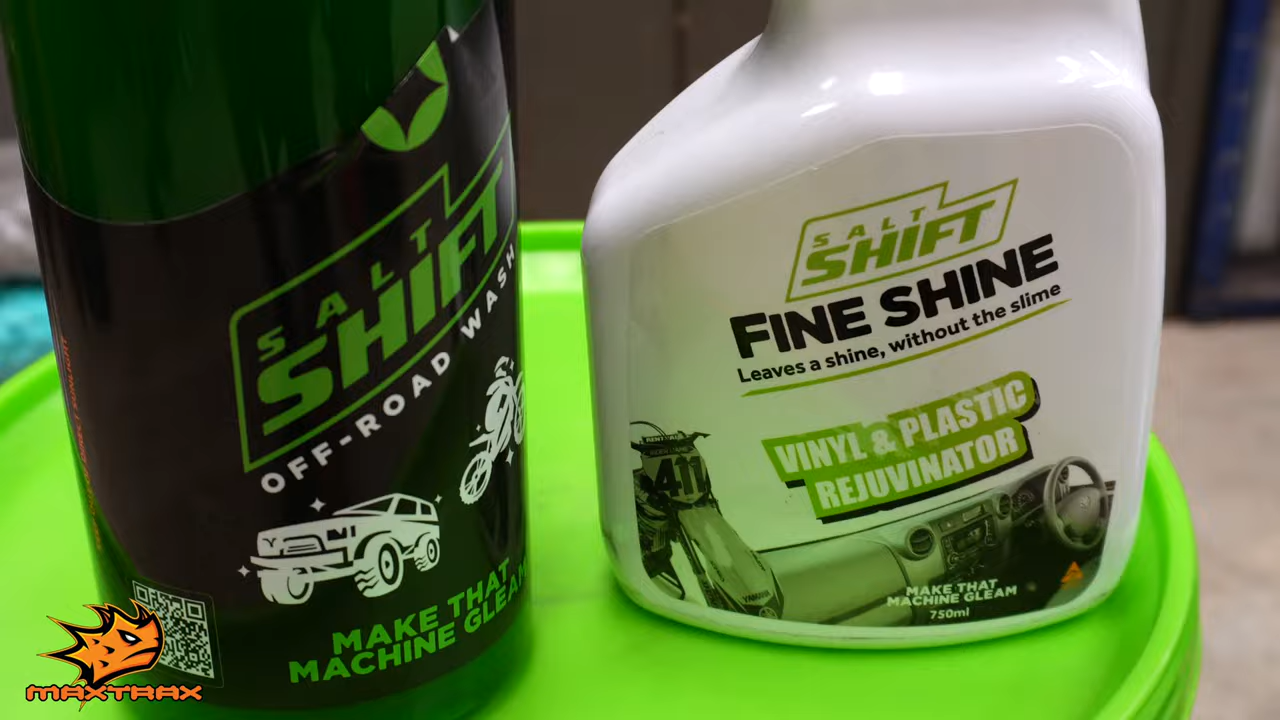 SALT
SHIFT
OFF-ROAD WASH
MAKE THAT
MACHINE GLEAM
SALT
SHIFT
FINE SHINE
Leaves a shine, without the slime
VINYL & PLASTIC
REJUVINATOR
411
YAMAHA
MAKE THAT
MACHINE GLEAM
750ml
MAXTRAX